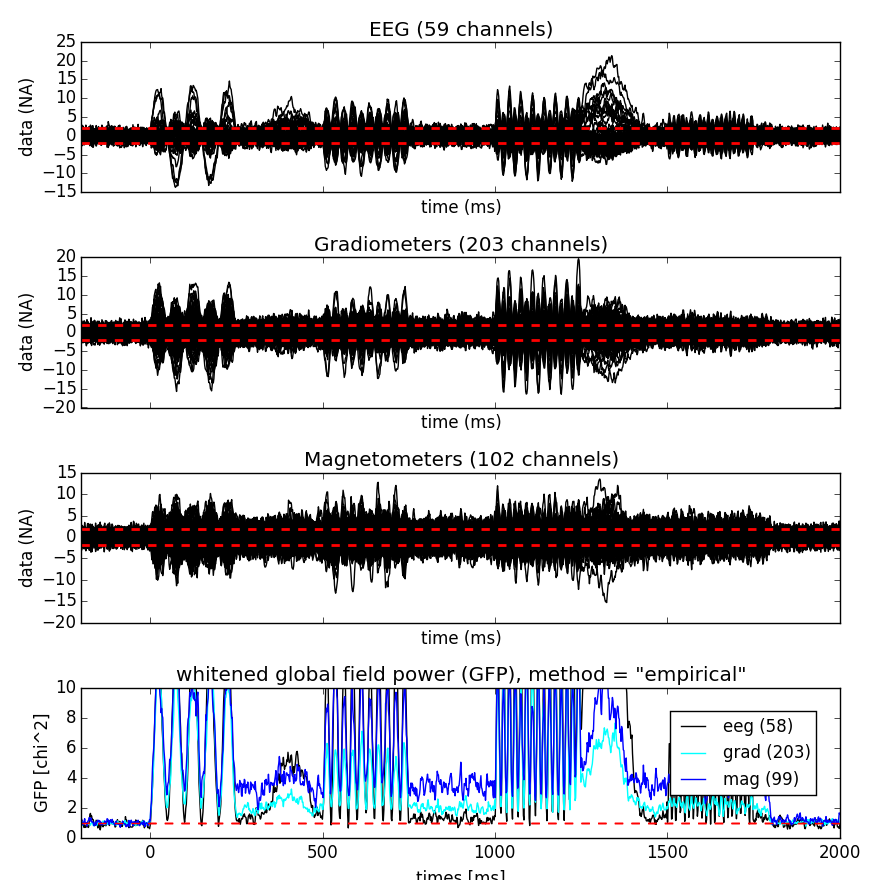 EEG (59 channels)
25
20
15
10
5
0
−5
−10
−15
data (NA)
time (ms)
Gradiometers (203 channels)
20
15
10
5
0
−5
−10
−15
−20
data (NA)
time (ms)
Magnetometers (102 channels)
15
10
5
0
−5
−10
−15
−20
data (NA)
time (ms)
whitened global field power (GFP), method = "empirical"
10
8
6
4
2
0
GFP [chi^2]
eeg (58)
grad (203)
mag (99)
0 500 1000 1500 2000
times [ms]